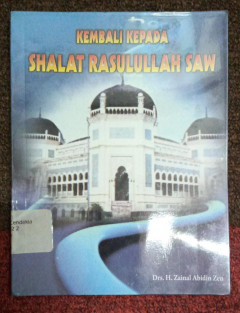 KEMBALI KEPADA
SHALAT RASULULLAH SAW
Drs. H. Zainal Abidin Zen